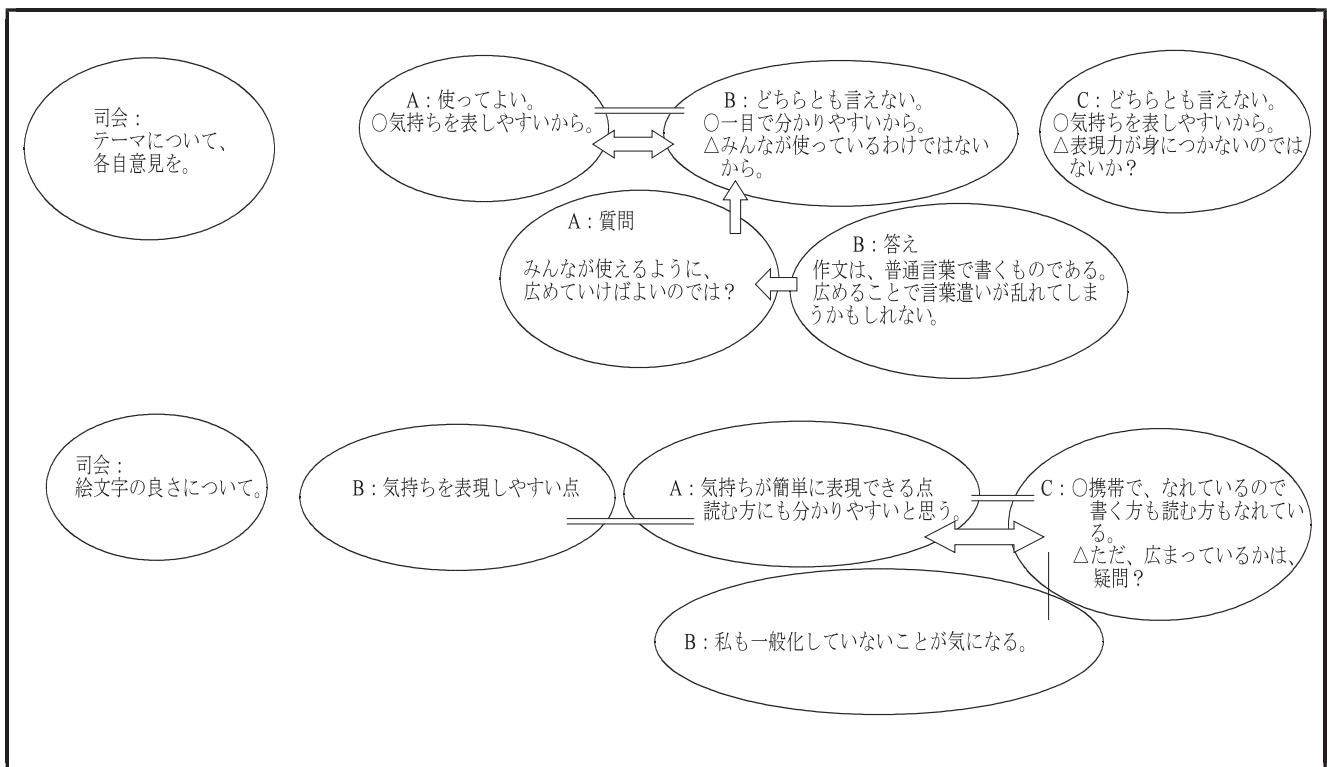 司会：
テーマについて、
各自意見を。
A：使ってよい。
○気持ちを表しやすいから。
B：どちらとも言えない。
○一目で分かりやすいから。
△みんなが使っているわけではない
から。
C：どちらとも言えない。
○気持ちを表しやすいから。
△表現力が身につかないのでは
ないか？
A：質問
みんなが使えるように、
広めていけばよいのでは？
B：答え
作文は、普通言葉で書くものである。
広めることで言葉遣いが乱れてしま
うかもしれない。
司会：
絵文字の良さについて。
B：気持ちを表現しやすい点
A：気持ちが簡単に表現できる点
読む方にも分かりやすいと思う。
C：○携帯で、なれているので
書く方も読む方もなれてい
る。
△ただ、広まっているかは、
疑問？
B：私も一般化していないことが気になる。